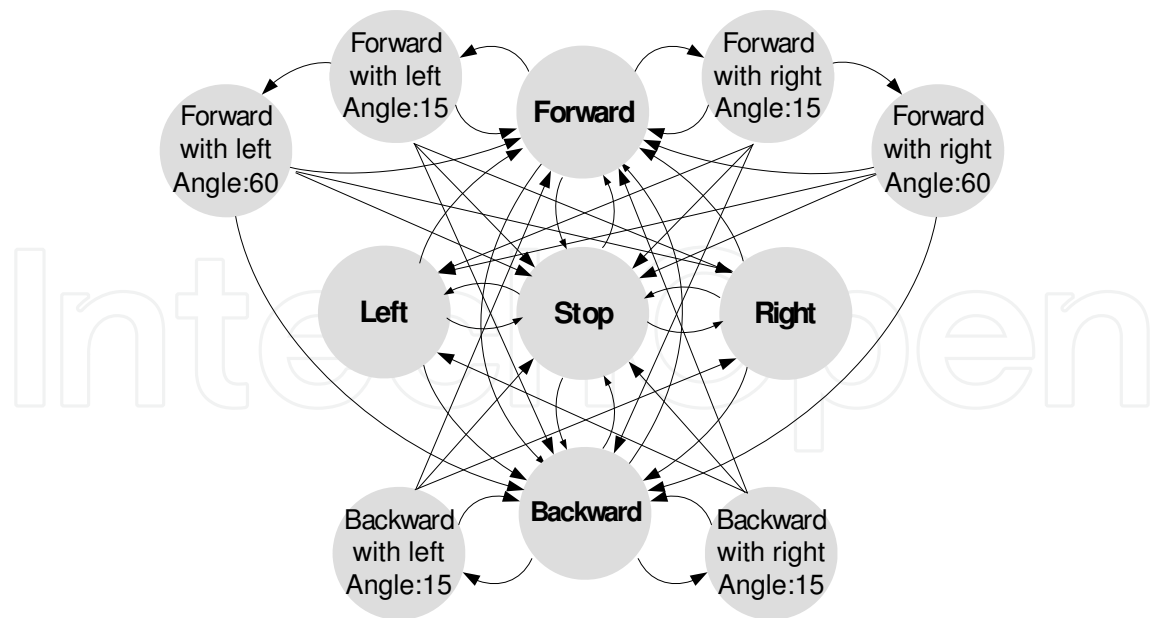 Forward
with left
Angle:15
Forward
Forward
with right
Angle:15
Forward
with left
Angle:60
Forward
with right
Angle:60
Left
Stop
Right
Backward
with left
Angle:15
Backward
Backward
with right
Angle:15
IntechOpen